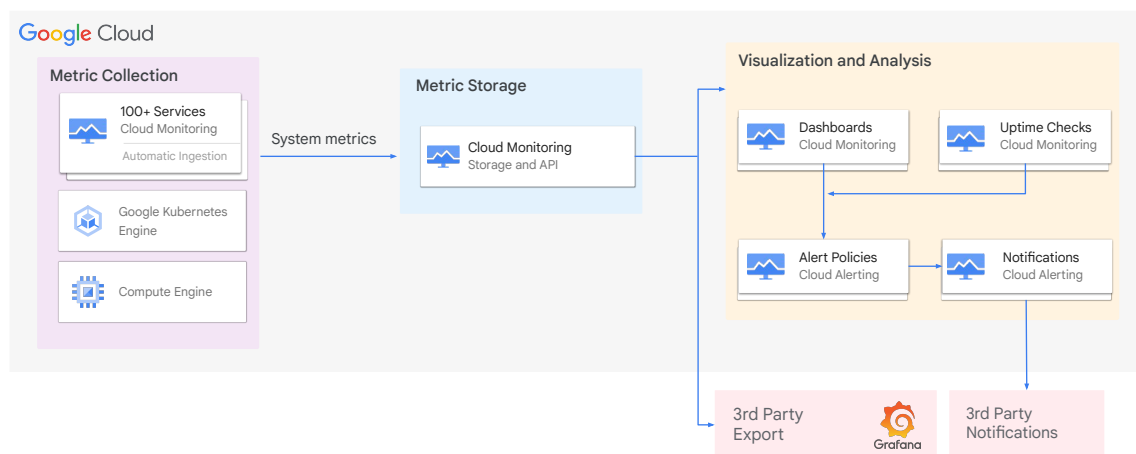 Google Cloud
Metric Collection
100+ Services
Cloud Monitoring
Automatic Ingestion
Google Kubernetes
Engine
Compute Engine
System metrics
Metric Storage
Cloud Monitoring
Storage and API
Visualization and Analysis
Dashboards
Cloud Monitoring
Uptime Checks
Cloud Monitoring
Alert Policies
Cloud Alerting
Notifications
Cloud Alerting
3rd Party
Export
Grafana
3rd Party
Notifications